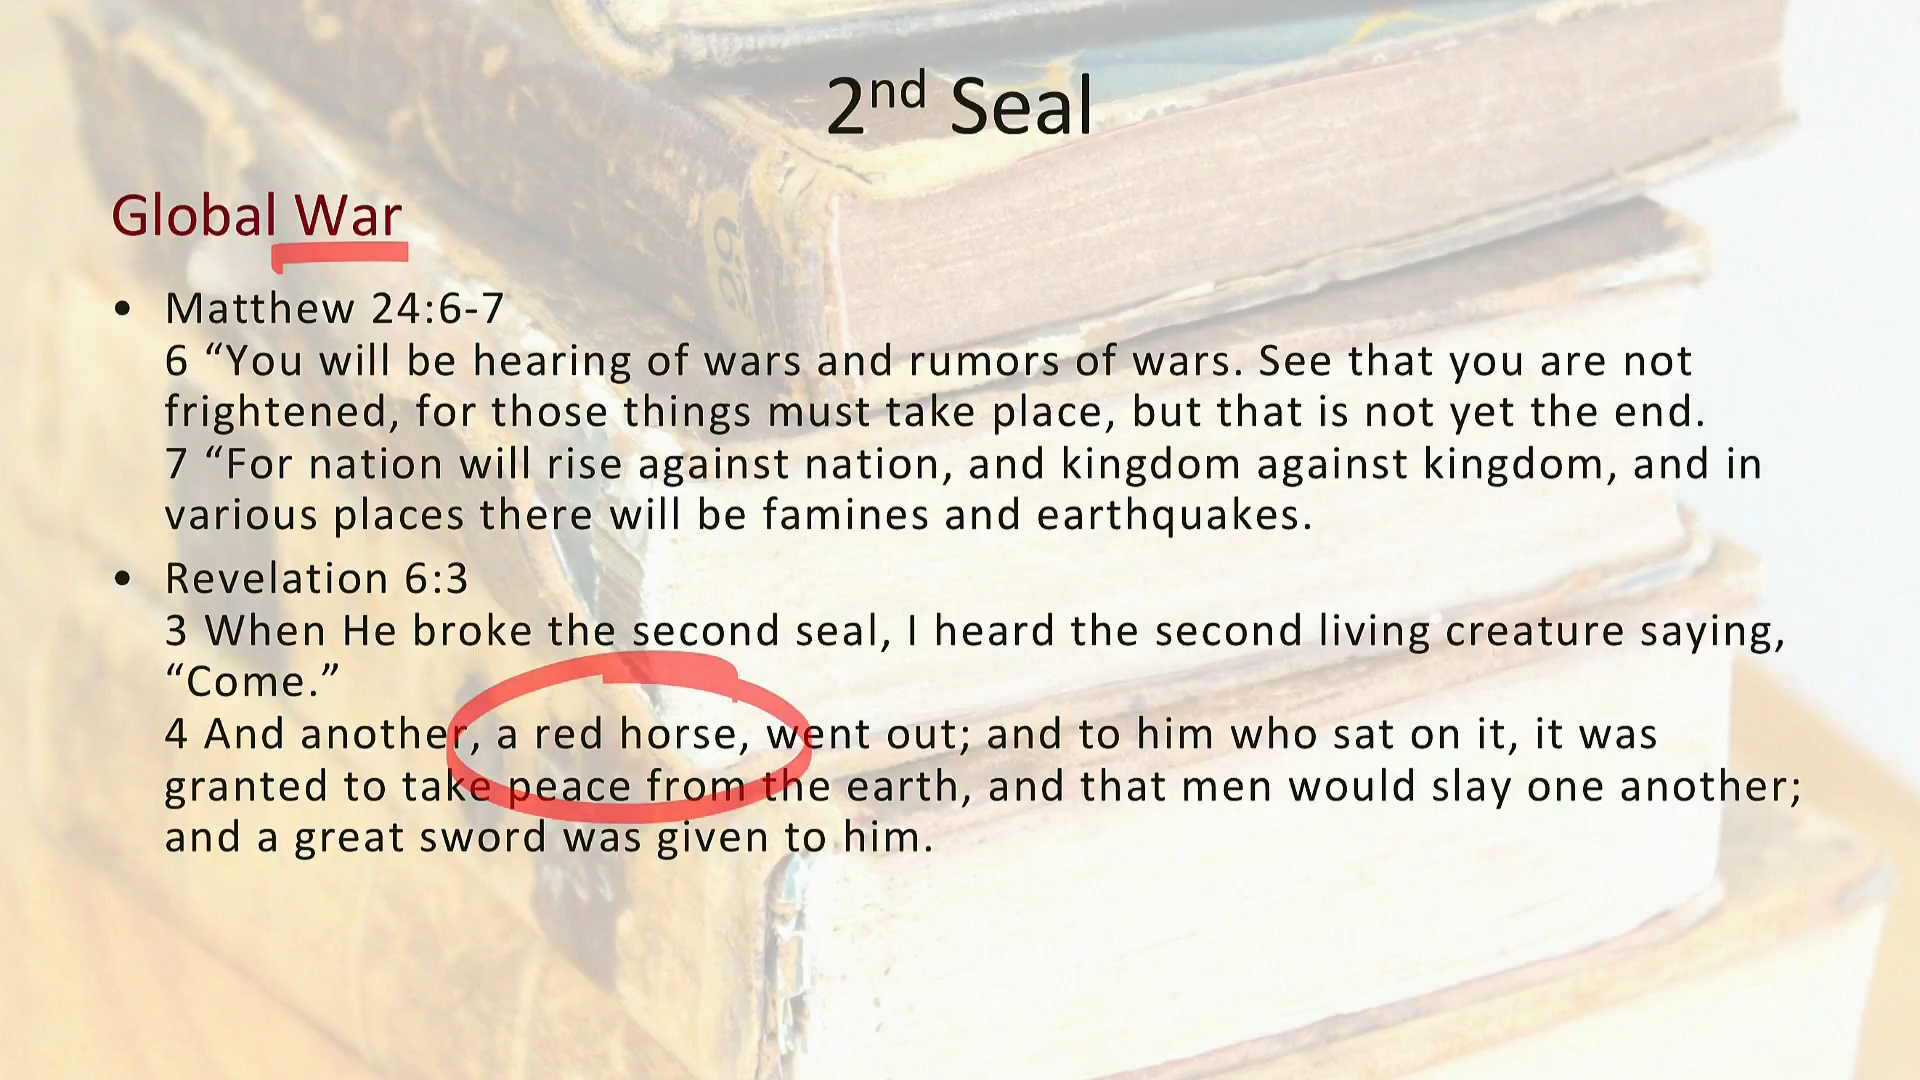 2nd Seal
Global War
• Matthew 24:6-7
6 “You will be hearing of wars and rumors of wars. See that you are not
frightened, for those things must take place, but that is not yet the end.
7 “For nation will rise against nation, and kingdom against kingdom, and in
various places there will be famines and earthquakes.
• Revelation 6:3
3 When He broke the second seal, I heard the second living creature saying,
“Come.”
4 And another, a red horse, went out; and to him who sat on it, it was
granted to take peace from the earth, and that men would slay one another;
and a great sword was given to him.